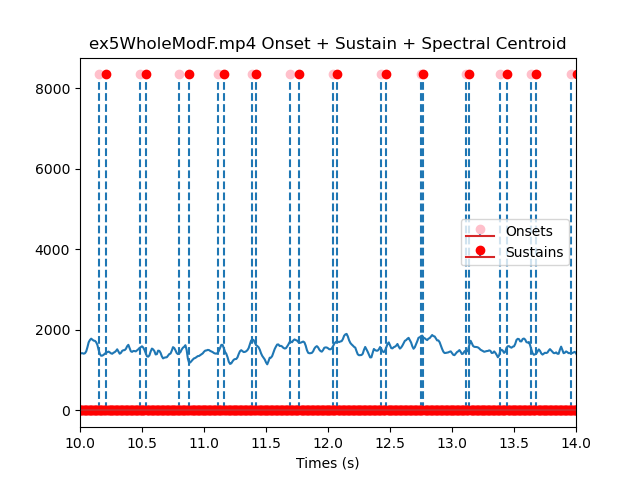 ex5WholeModF.mp4 Onset + Sustain + Spectral Centroid
8000
6000
4000
2000
0
Onsets
Sustains
10.0 10.5 11.0 11.5 12.0 12.5 13.0 13.5 14.0
Times (s)